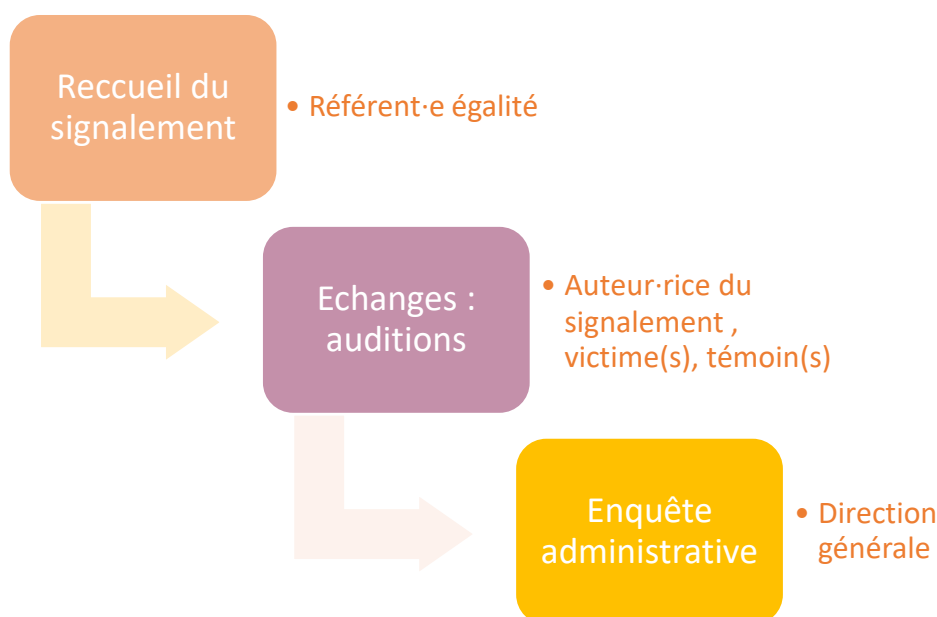 Reccueil du
signalement
• Référent·e égalité
Echanges :
auditions
• Auteur·rice du
signalement ,
victime(s), témoin(s)
Enquête
administrative
• Direction
générale